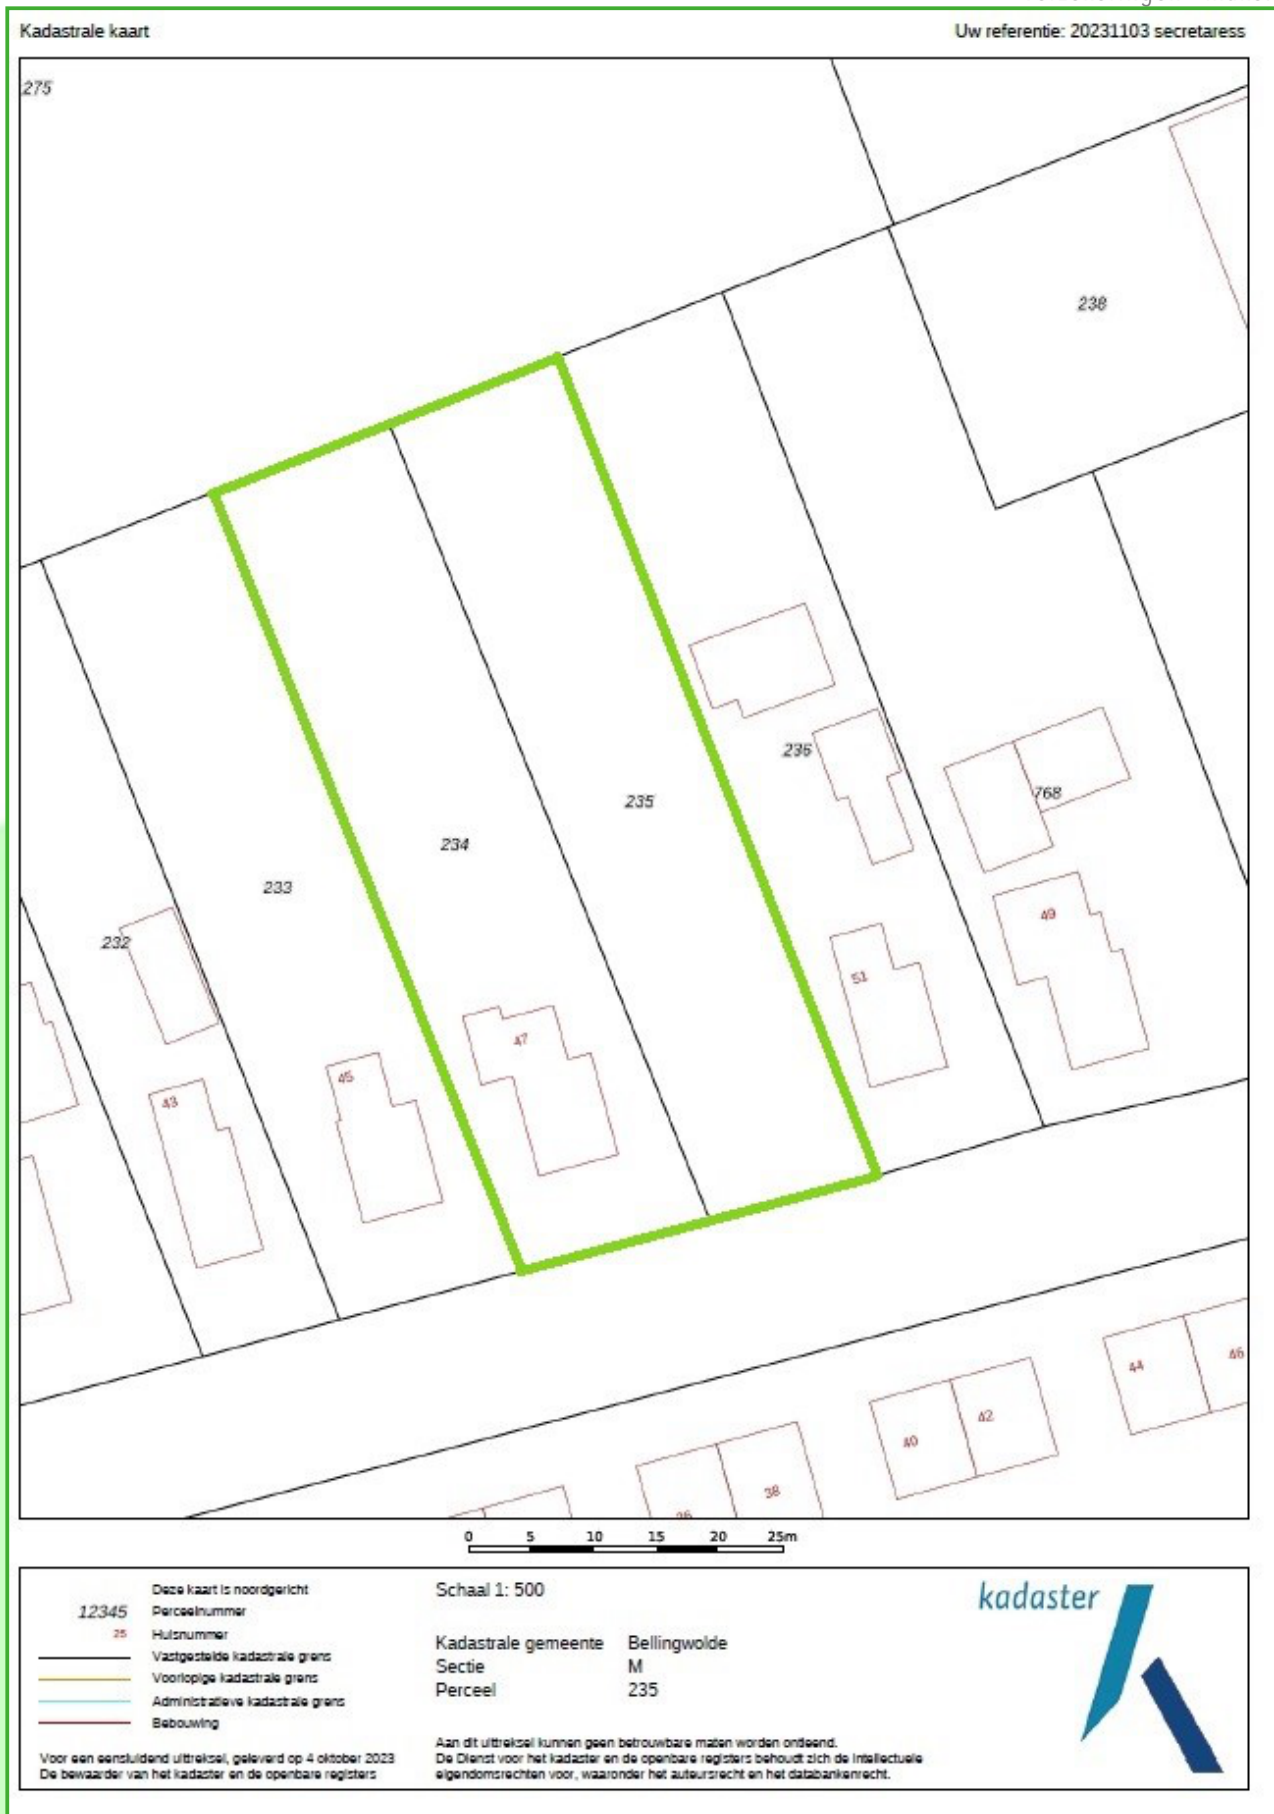 Kadastrale kaart
Uw referentie: 20231103 secretaress
275
238
236
235
768
234
233
49
232
51
47
45
43
44
46
42
40
38
36
0 5 10 15 20 25m
Deze kaart is noordgericht
12345 Perceelnummer
25 Huisnummer
Vastgestelde kadastrale grens
Voorlopige kadastrale grens
Administratieve kadastrale grens
Bebouwing
Voor een eensluidend uittreksel, geleverd op 4 oktober 2023
De bewaarder van het kadaster en de openbare registers
Schaal 1: 500
Kadastrale gemeente Bellingwolde
Sectie M
Perceel 235
Aan dit uittreksel kunnen geen betrouwbare maten worden ontleend.
De Dienst voor het kadaster en de openbare registers behoudt zich de intellectuele
eigendomsrechten voor, waaronder het auteursrecht en het databankenrecht.
kadaster